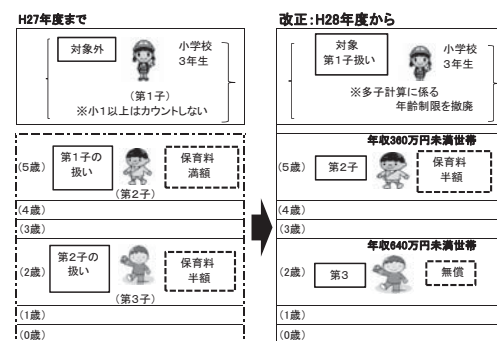 H27年度まで
対象外
小学校
3年生
(第1子)
※小1以上はカウントしない
(5歳)
第1子の
扱い
保育料
満額
(第2子)
(4歳)
(3歳)
(2歳)
第2子の
扱い
保育料
半額
(第3子)
(1歳)
(0歳)
改正:H28年度から
対象
第1子扱い
小学校
3年生
※多子計算に係る
年齢制限を撤廃
年収360万円未満世帯
(5歳)
第2子
保育料
半額
(4歳)
(3歳)
年収640万円未満世帯
(2歳)
第3
無償
(1歳)
(0歳)